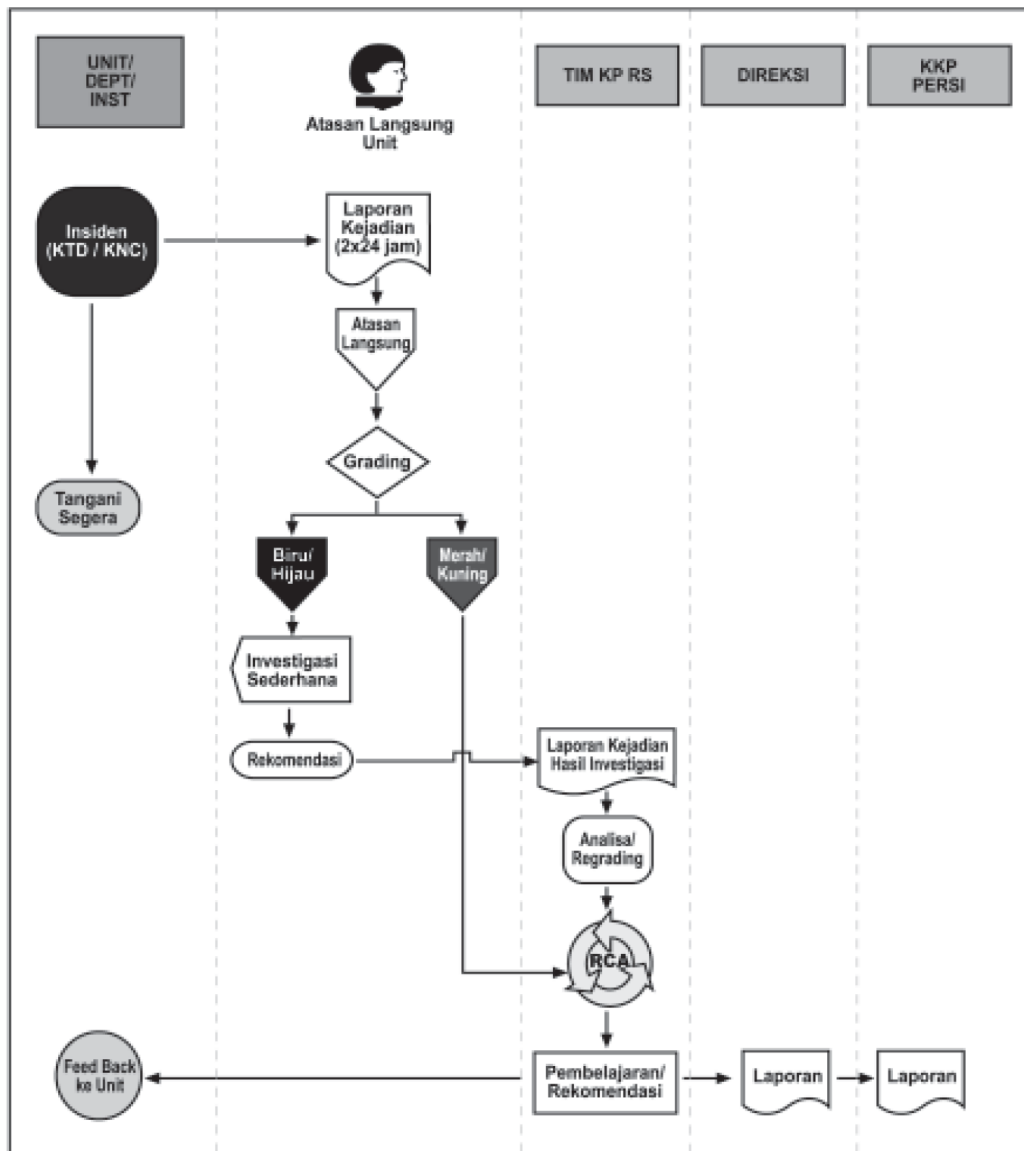 UNIT/
DEPT/
INST
Atasan Langsung
Unit
TIM KP RS
DIREKSI
KKP
PERSI
Insiden
(KTD / KNC)
Laporan
Kejadian
(2x24 jam)
Atasan
Langsung
Grading
Tangani
Segera
Biru/
Hijau
Merah/
Kuning
Investigasi
Sederhana
Rekomendasi
Laporan Kejadian
Hasil Investigasi
Analisa/
Regrading
RCA
Feed Back
ke Unit
Pembelajaran/
Rekomendasi
Laporan
Laporan